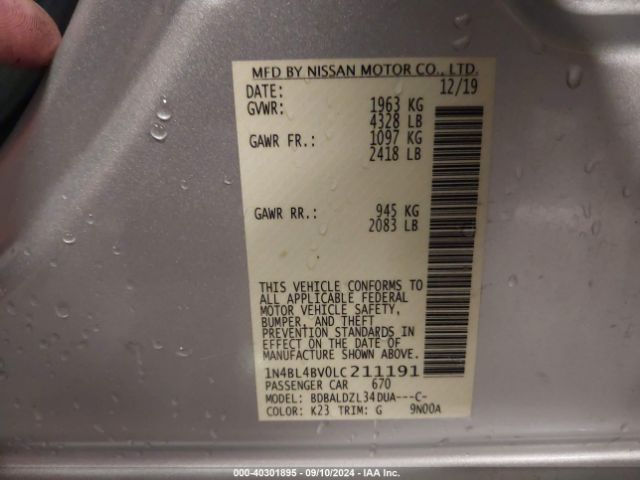 MFD BY NISSAN MOTOR CO., LTD.
DATE: 12/19
GVWR: 1963 KG
4328 LB
GAWR FR.: 1097 KG
2418 LB
GAWR RR.: 945 KG
2083 LB
THIS VEHICLE CONFORMS TO
ALL APPLICABLE FEDERAL
MOTOR VEHICLE SAFETY,
BUMPER, AND THEFT
PREVENTION STANDARDS IN
EFFECT ON THE DATE OF
MANUFACTURE SHOWN ABOVE.
1N4BL4BV0LC211191
PASSENGER CAR 670
MODEL: BDBALDZL34DUA---C-
COLOR: K23 TRIM: G 9N00A
000-40301895 - 09/10/2024 - IAA Inc.